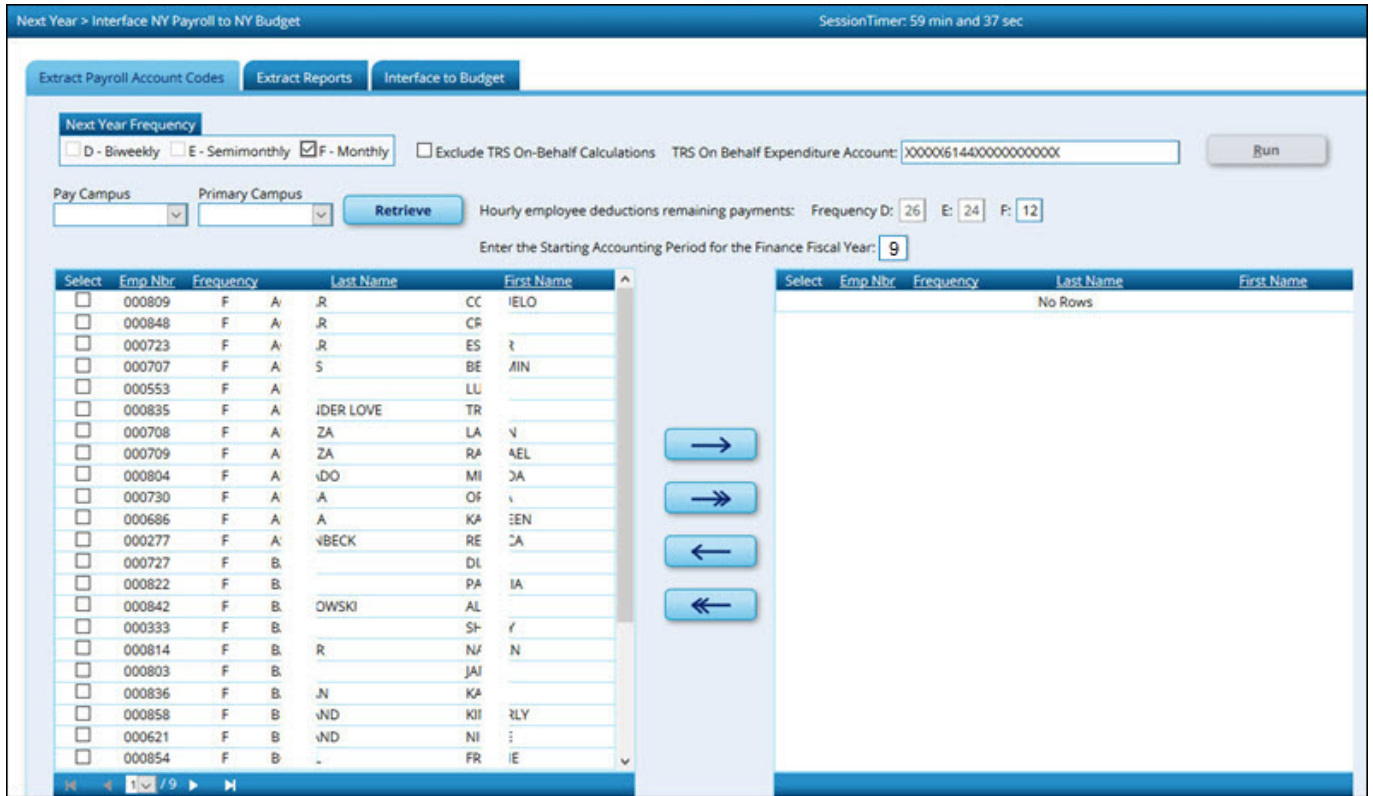 Next Year > Interface NY Payroll to NY Budget SessionTimer: 59 min and 37 sec
Extract Payroll Account Codes Extract Reports Interface to Budget
Next Year Frequency
D - Biweekly E - Semimonthly F - Monthly Exclude TRS On-Behalf Calculations TRS On Behalf Expenditure Account: XXXXX6144XXXXXXXXXXX Run
Pay Campus Primary Campus
Retrieve Hourly employee deductions remaining payments: Frequency D: 26 E: 24 F: 12
Enter the Starting Accounting Period for the Finance Fiscal Year: 9
Select Emp Nbr Frequency Last Name First Name Select Emp Nbr Frequency Last Name First Name
000809 F No Rows
000848 F
000723 F
000707 F
000553 F
000835 F LOVE
000708 F
000709 F
000804 F
000730 F
000686 F
000277 F
000727 F
000822 F
000842 F
000333 F
000814 F
000803 F
000836 F
000858 F
000621 F
000854 F
1 / 9